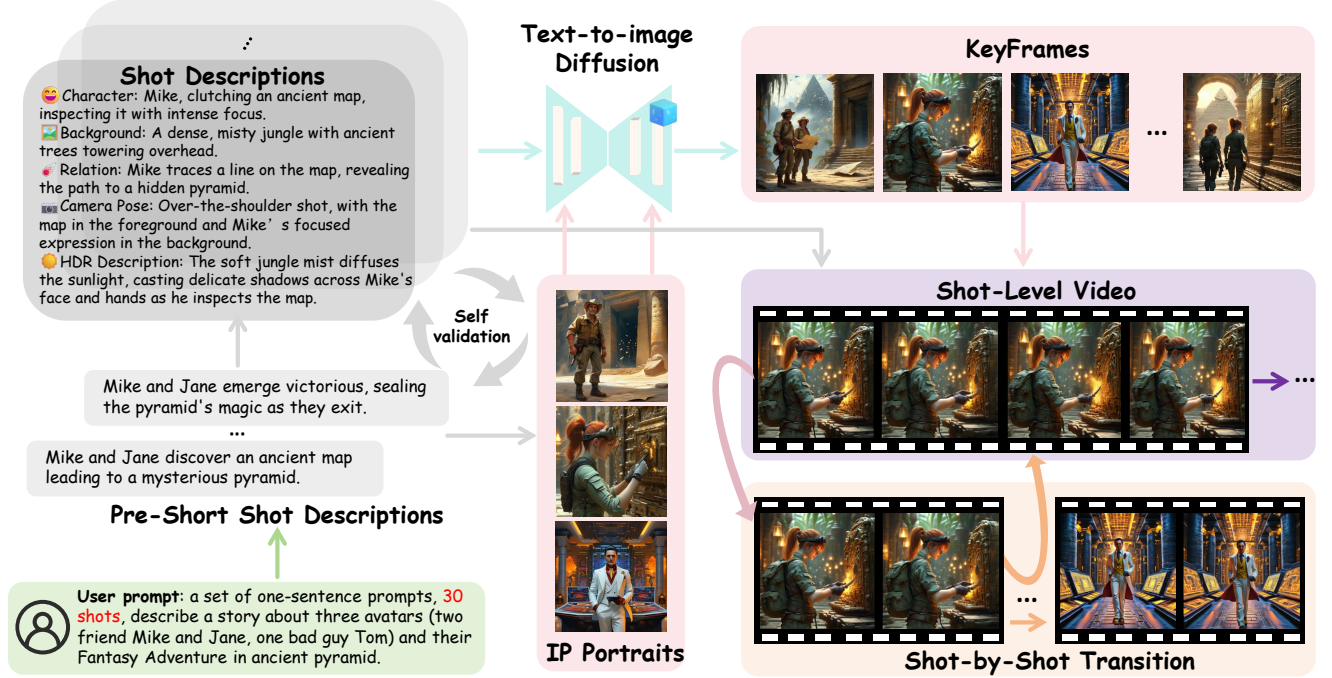 Shot Descriptions
Character: Mike, clutching an ancient map,
inspecting it with intense focus.
Background: A dense, misty jungle with ancient
trees towering overhead.
Relation: Mike traces a line on the map, revealing
the path to a hidden pyramid.
Camera Pose: Over-the-shoulder shot, with the
map in the foreground and Mike's focused
expression in the background.
HDR Description: The soft jungle mist diffuses
the sunlight, casting delicate shadows across Mike's
face and hands as he inspects the map.
Self
validation
Mike and Jane emerge victorious, sealing
the pyramid's magic as they exit.
...
Mike and Jane discover an ancient map
leading to a mysterious pyramid.
Pre-Short Shot Descriptions
User prompt: a set of one-sentence prompts, 30
shots, describe a story about three avatars (two
friend Mike and Jane, one bad guy Tom) and their
Fantasy Adventure in ancient pyramid.
Text-to-image
Diffusion
IP Portraits
KeyFrames
...
Shot-Level Video
...
...
Shot-by-Shot Transition